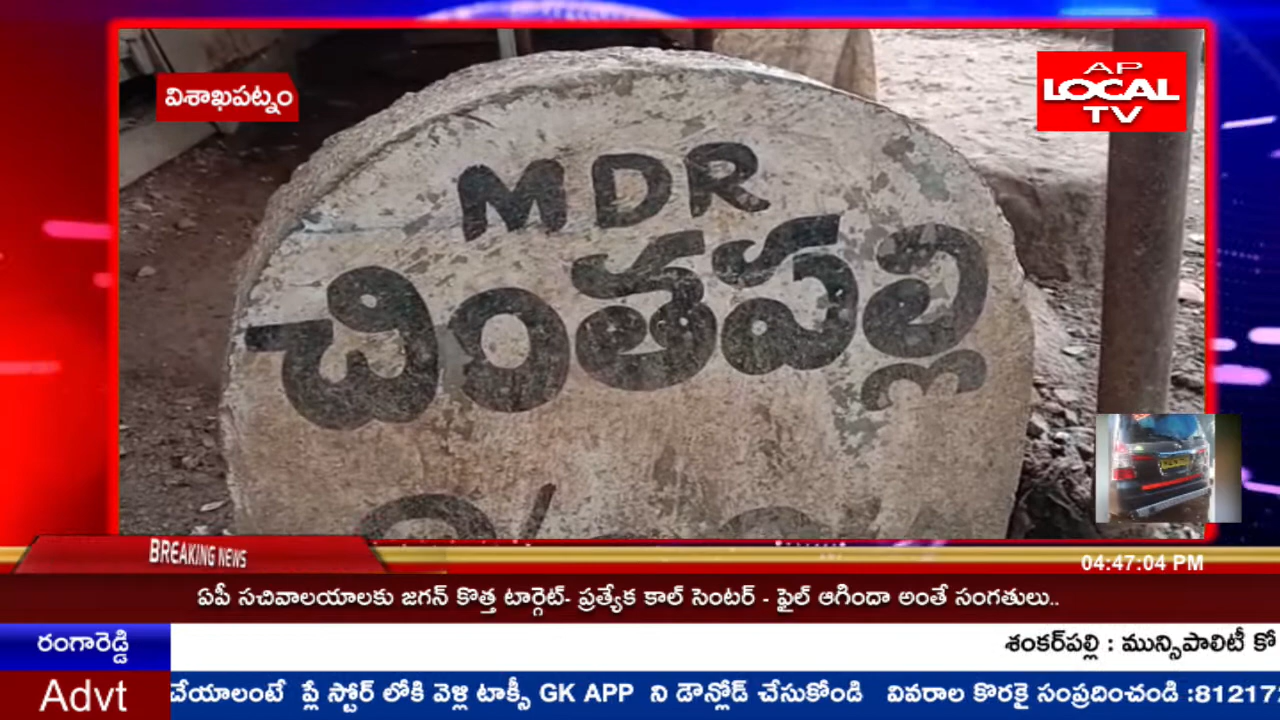 విశాఖపట్నం
AP
LOCAL
TV
MDR
చింతపల్లి
BREAKING NEWS
04:47:04 PM
ఏపీ సచివాలయాలకు జగన్ కొత్త టార్గెట్- ప్రత్యేక కాల్ సెంటర్ - ఫైల్ ఆగిందా అంతే సంగతులు..
రంగారెడ్డి
శంకర్‌పల్లి : మున్సిపాలిటీ కో
Advt
చేయాలంటే ప్లే స్టోర్ లోకి వెళ్లి టాక్సీ GK APP ని డౌన్లోడ్ చేసుకోండి వివరాల కొరకై సంప్రదించండి :81217